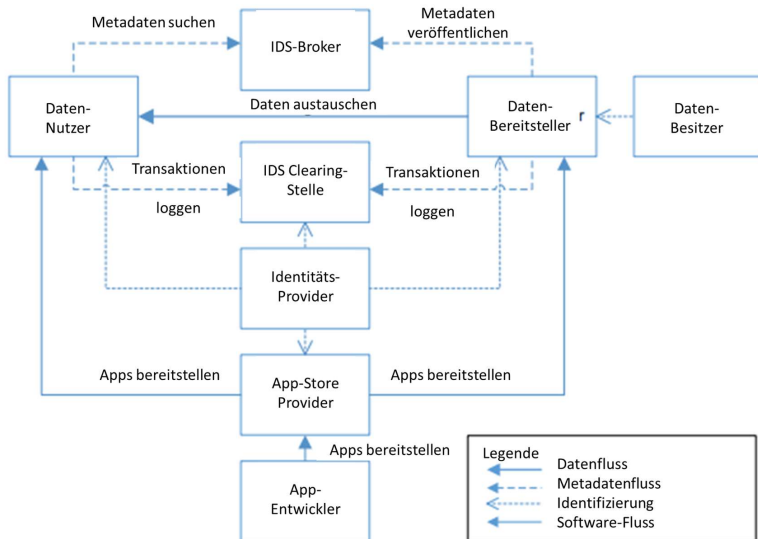 Metadaten suchen
Metadaten
veröffentlichen
IDS-Broker
Daten-
Nutzer
Daten austauschen
Daten-
Bereitsteller r
Daten-
Besitzer
Transaktionen
loggen
IDS Clearing-
Stelle
Transaktionen
loggen
Identitäts-
Provider
Apps bereitstellen
App-Store
Provider
Apps bereitstellen
Apps bereitstellen
App-
Entwickler
Legende
Datenfluss
Metadatenfluss
Identifizierung
Software-Fluss